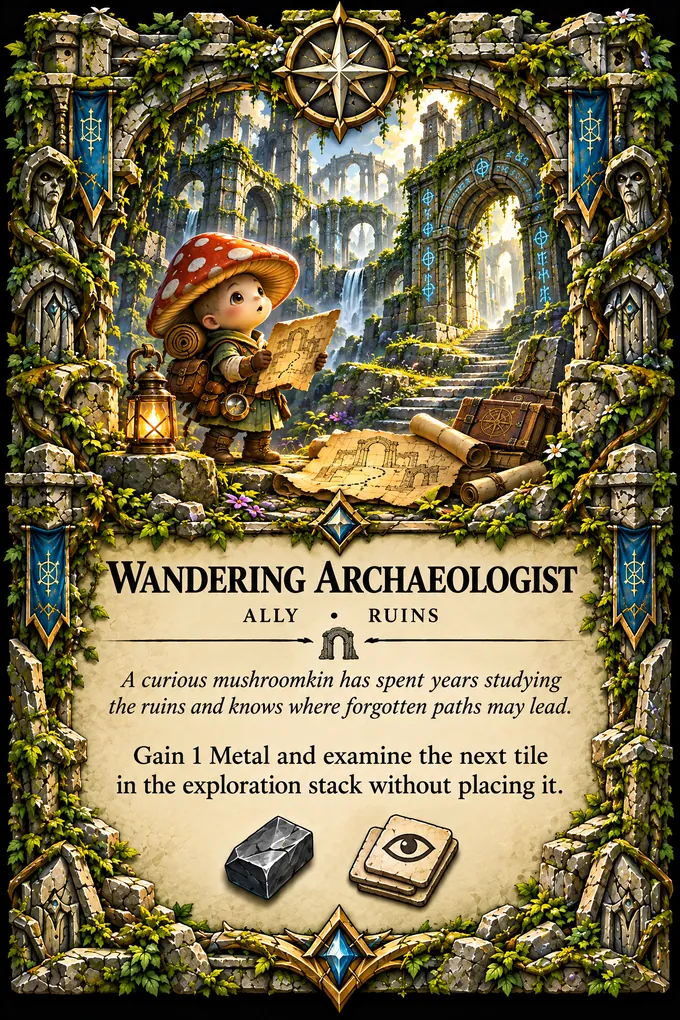 WANDERING ARCHAEOLOGIST
ALLY • RUINS
A curious mushroomkin has spent years studying
the ruins and knows where forgotten paths may lead.
Gain 1 Metal and examine the next tile
in the exploration stack without placing it.